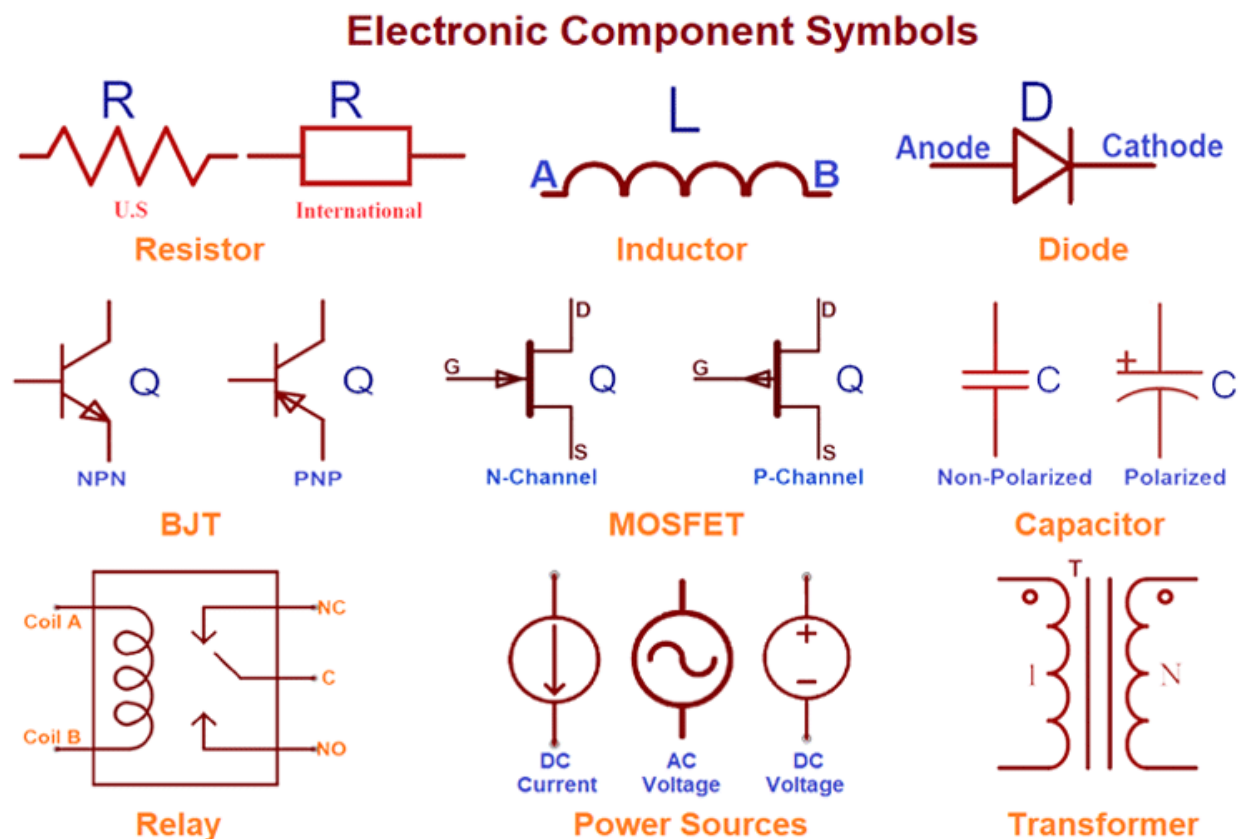 Electronic Component Symbols
R
R
L
D
U.S
International
A
B
Anode
Cathode
Resistor
Inductor
Diode
Q
Q
G
D
Q
S
G
D
Q
S
C
+
C
NPN
PNP
N-Channel
P-Channel
Non-Polarized
Polarized
BJT
MOSFET
Capacitor
Coil A
Coil B
NC
C
NO
+
−
T
1
N
DC
Current
AC
Voltage
DC
Voltage
Relay
Power Sources
Transformer